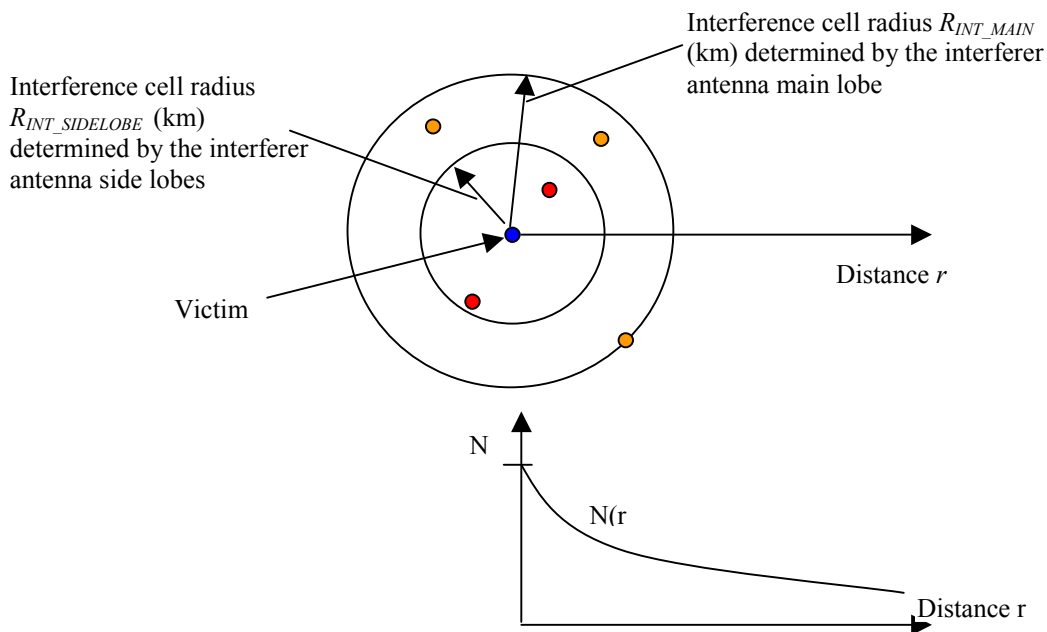 Interference cell radius R_INT_MAIN
(km) determined by the interferer
antenna main lobe
Interference cell radius
R_INT_SIDELOBE (km)
determined by the interferer
antenna side lobes
Distance r
Victim
N
N(r
Distance r